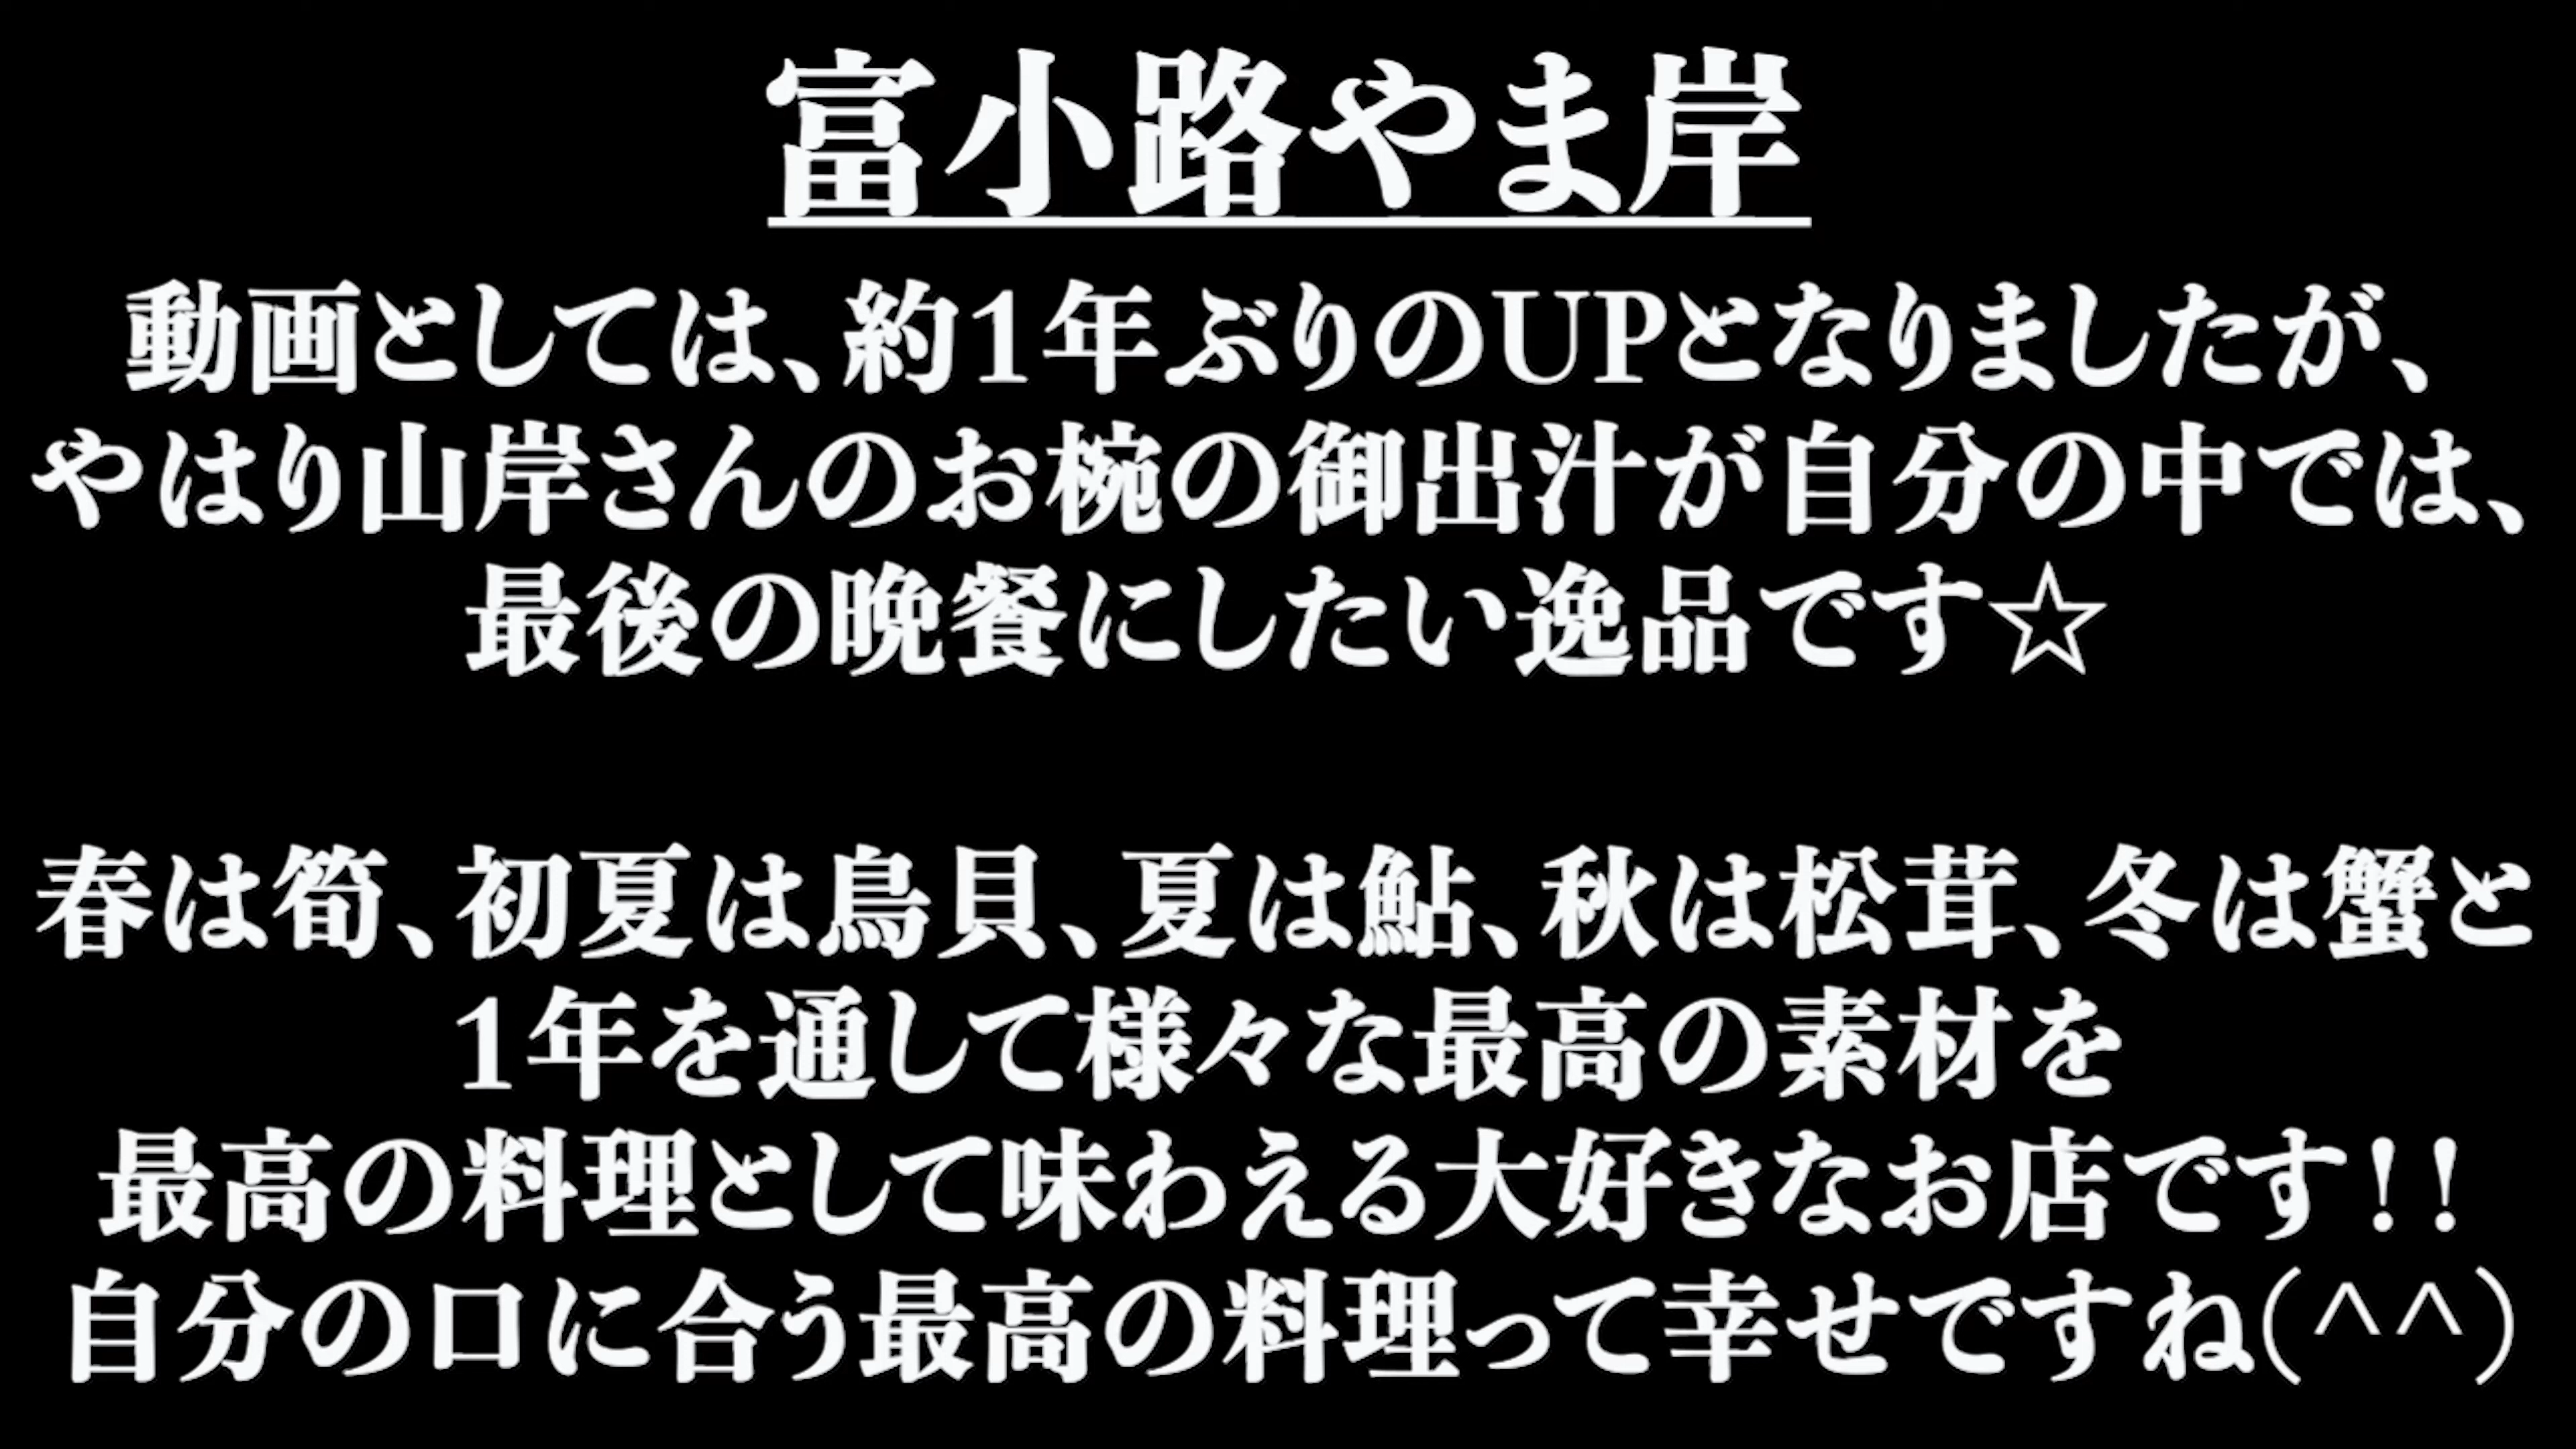 富小路やま岸
動画としては、約1年ぶりのUPとなりましたが、
やはり山岸さんのお椀の御出汁が自分の中では、
最後の晩餐にしたい逸品です☆
春は筍、初夏は鳥貝、夏は鮎、秋は松茸、冬は蟹と
1年を通して様々な最高の素材を
最高の料理として味わえる大好きなお店です！！
自分の口に合う最高の料理って幸せですね(^^)